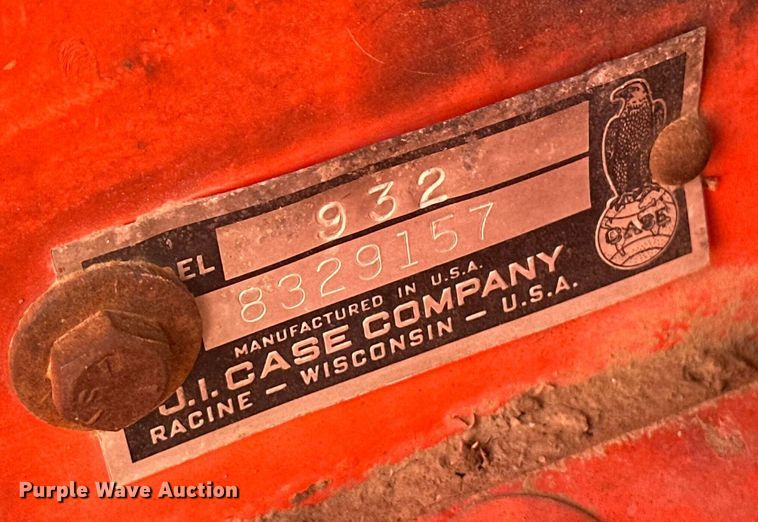 932
8329157
MANUFACTURED IN U.S.A.
J.I. CASE COMPANY
RACINE – WISCONSIN – U.S.A.
CASE
Purple Wave Auction